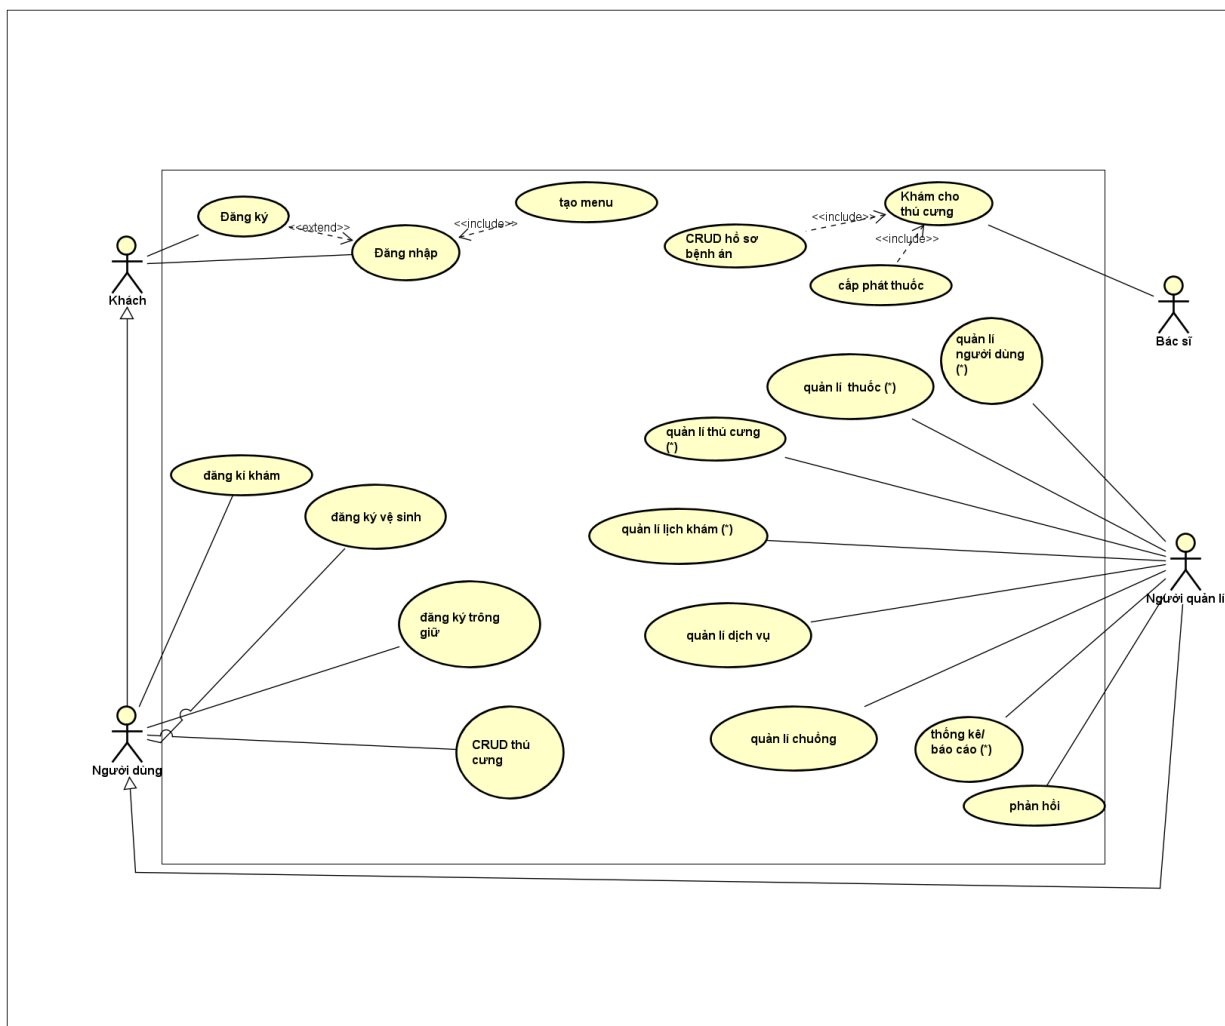 Đăng ký
<<extend>>
Đăng nhập
<<include>>
tạo menu
Khám cho
thú cưng
<<include>>
CRUD hồ sơ
bệnh án
<<include>>
cấp phát thuốc
Khách
Bác sĩ
quản lí
người dùng
(*)
quản lí  thuốc (*)
quản lí thú cưng
(*)
đăng kí khám
đăng ký vệ sinh
quản lí lịch khám (*)
Người quản lí
đăng ký trông
giữ
quản lí dịch vụ
Người dùng
CRUD thú
cưng
quản lí chuồng
thống kê/
báo cáo (*)
phản hồi